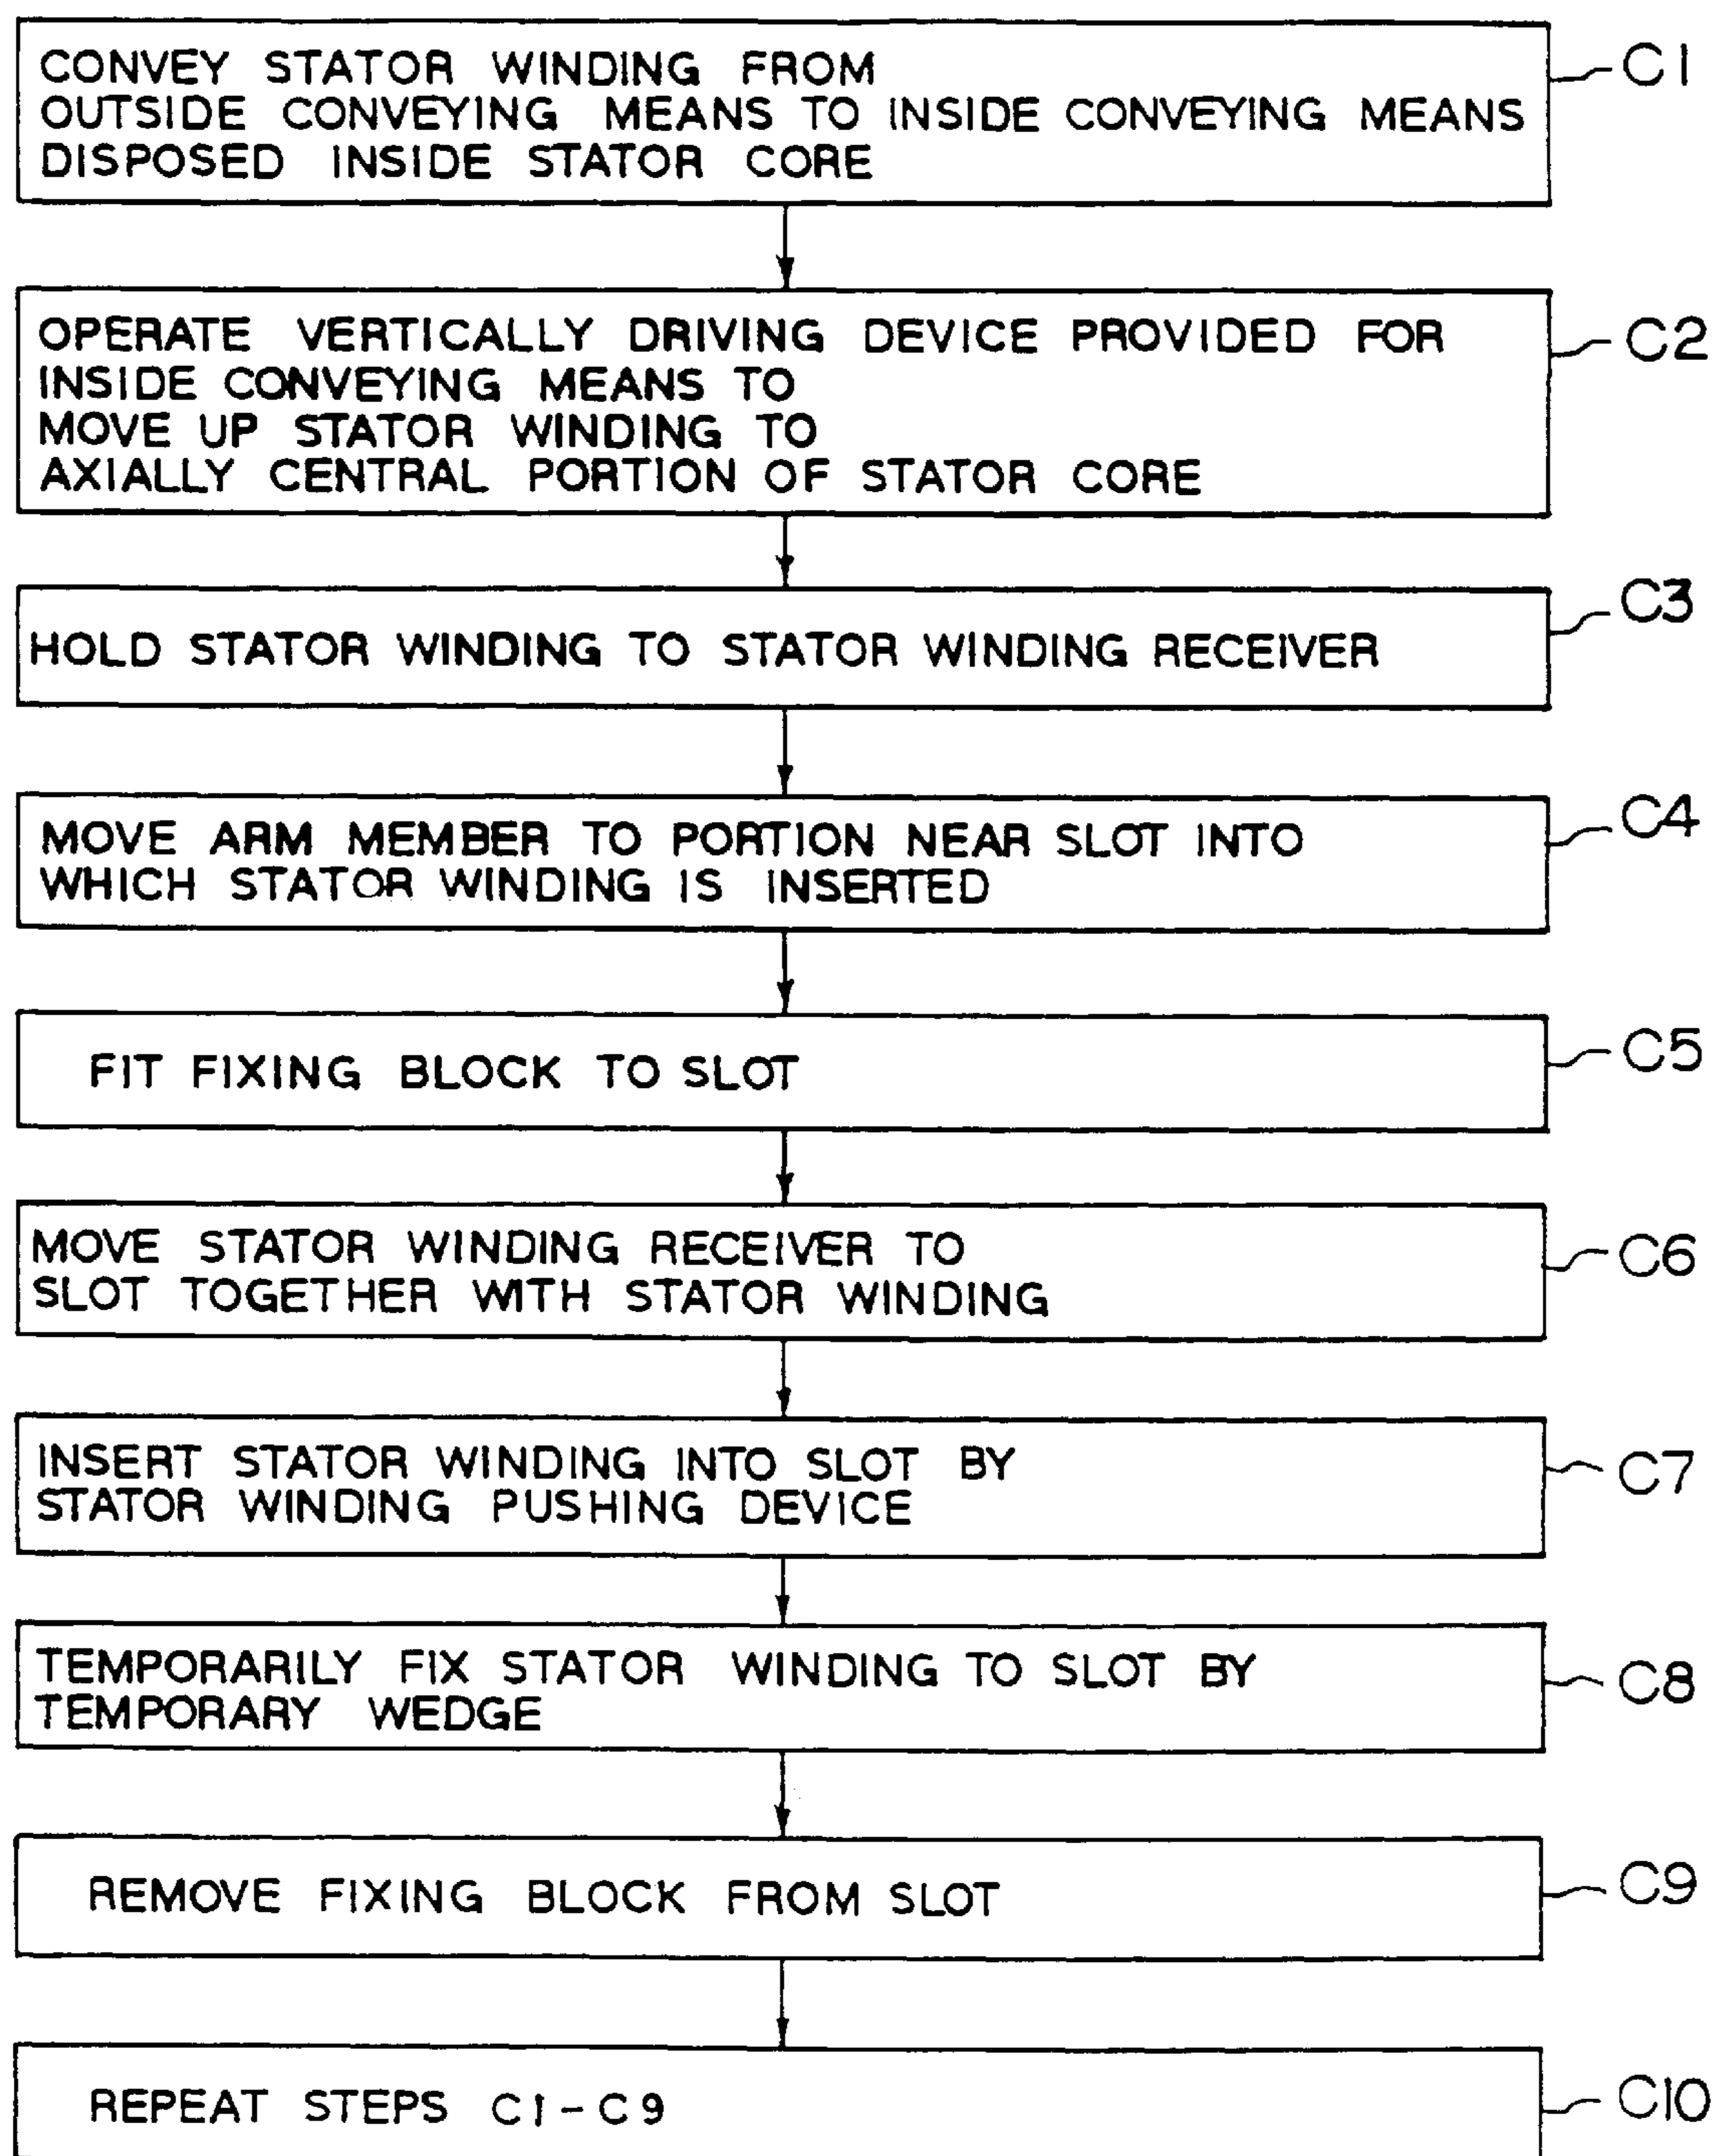 CONVEY STATOR WINDING FROM
OUTSIDE CONVEYING MEANS TO INSIDE CONVEYING MEANS
DISPOSED INSIDE STATOR CORE
C1
OPERATE VERTICALLY DRIVING DEVICE PROVIDED FOR
INSIDE CONVEYING MEANS TO
MOVE UP STATOR WINDING TO
AXIALLY CENTRAL PORTION OF STATOR CORE
C2
HOLD STATOR WINDING TO STATOR WINDING RECEIVER
C3
MOVE ARM MEMBER TO PORTION NEAR SLOT INTO
WHICH STATOR WINDING IS INSERTED
C4
FIT FIXING BLOCK TO SLOT
C5
MOVE STATOR WINDING RECEIVER TO
SLOT TOGETHER WITH STATOR WINDING
C6
INSERT STATOR WINDING INTO SLOT BY
STATOR WINDING PUSHING DEVICE
C7
TEMPORARILY FIX STATOR WINDING TO SLOT BY
TEMPORARY WEDGE
C8
REMOVE FIXING BLOCK FROM SLOT
C9
REPEAT STEPS C1-C9
C10